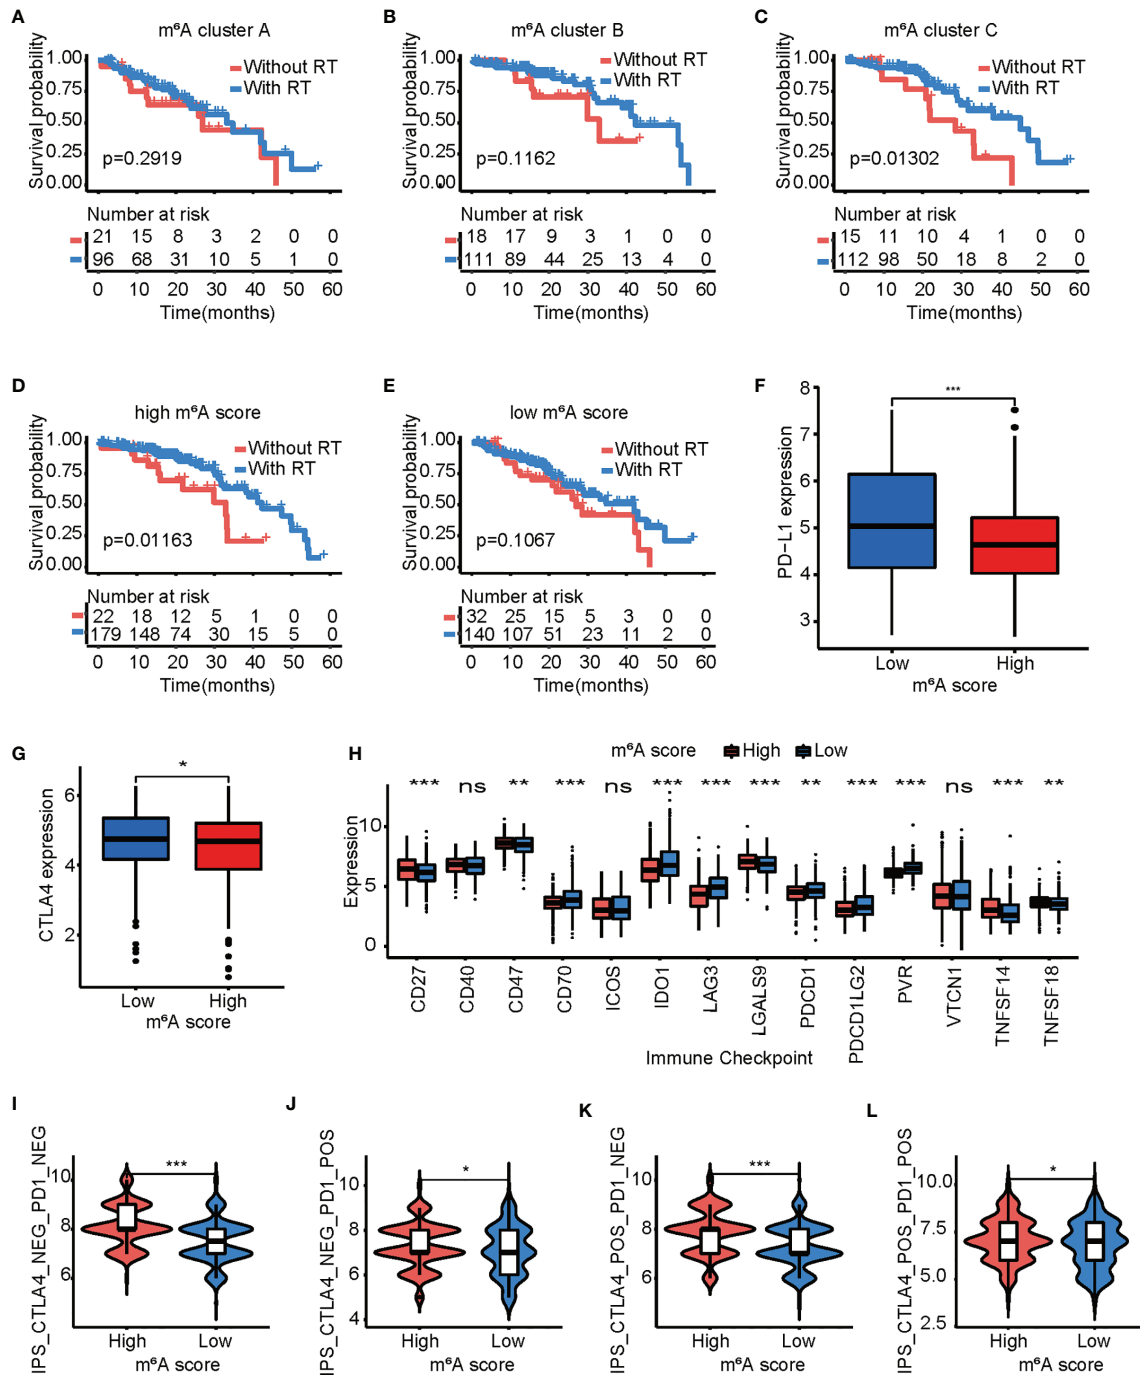 A
m⁶A cluster A
Survival probability
1.00
0.75
0.50
0.25
0.00
Without RT
With RT
p=0.2919
Number at risk
21 15 8 3 2 0 0
96 68 31 10 5 1 0
0 10 20 30 40 50 60
Time(months)
B
m⁶A cluster B
Survival probability
1.00
0.75
0.50
0.25
0.00
Without RT
With RT
p=0.1162
Number at risk
18 17 9 3 1 0 0
111 89 44 25 13 4 0
0 10 20 30 40 50 60
Time(months)
C
m⁶A cluster C
Survival probability
1.00
0.75
0.50
0.25
0.00
Without RT
With RT
p=0.01302
Number at risk
15 11 10 4 1 0 0
112 98 50 18 8 2 0
0 10 20 30 40 50 60
Time(months)
D
high m⁶A score
Survival probability
1.00
0.75
0.50
0.25
0.00
Without RT
With RT
p=0.01163
Number at risk
22 18 12 5 1 0 0
179 148 74 30 15 5 0
0 10 20 30 40 50 60
Time(months)
E
low m⁶A score
Survival probability
1.00
0.75
0.50
0.25
0.00
Without RT
With RT
p=0.1067
Number at risk
32 25 15 5 3 0 0
140 107 51 23 11 2 0
0 10 20 30 40 50 60
Time(months)
F
PD-L1 expression
8
7
6
5
4
3
***
Low High
m⁶A score
G
CTLA4 expression
6
4
2
*
Low High
m⁶A score
H
m⁶A score High Low
*** ns ** *** ns *** *** *** ** *** *** ns *** **
Expression
10
5
0
CD27 CD40 CD47 CD70 ICOS IDO1 LAG3 LGALS9 PDCD1 PDCD1LG2 PVR VTCN1 TNFSF14 TNFSF18
Immune Checkpoint
I
IPS_CTLA4_NEG_PD1_NEG
10
8
6
***
High Low
m⁶A score
J
IPS_CTLA4_NEG_PD1_POS
10
8
6
4
*
High Low
m⁶A score
K
IPS_CTLA4_POS_PD1_NEG
10
8
6
***
High Low
m⁶A score
L
IPS_CTLA4_POS_PD1_POS
10.0
7.5
5.0
2.5
*
High Low
m⁶A score